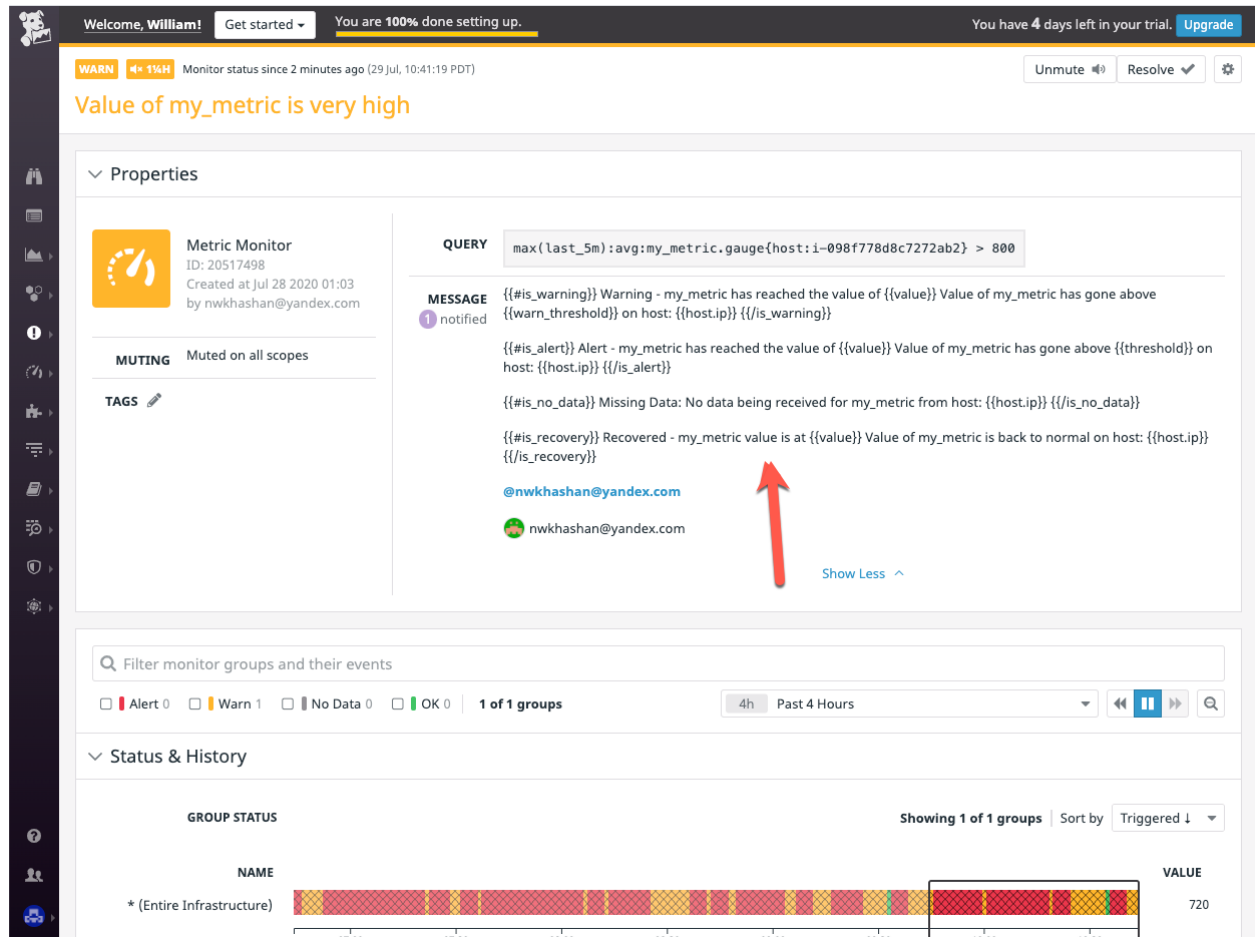 Welcome, William!
Get started
You are 100% done setting up.
You have 4 days left in your trial.
Upgrade
WARN
1¼H
Monitor status since 2 minutes ago (29 Jul, 10:41:19 PDT)
Unmute
Resolve
Value of my_metric is very high
Properties
Metric Monitor
ID: 20517498
Created at Jul 28 2020 01:03
by nwkhashan@yandex.com
MUTING Muted on all scopes
TAGS
QUERY max(last_5m):avg:my_metric.gauge{host:i-098f778d8c7272ab2} > 800
MESSAGE
1 notified
{{#is_warning}} Warning - my_metric has reached the value of {{value}} Value of my_metric has gone above
{{warn_threshold}} on host: {{host.ip}} {{/is_warning}}
{{#is_alert}} Alert - my_metric has reached the value of {{value}} Value of my_metric has gone above {{threshold}} on
host: {{host.ip}} {{/is_alert}}
{{#is_no_data}} Missing Data: No data being received for my_metric from host: {{host.ip}} {{/is_no_data}}
{{#is_recovery}} Recovered - my_metric value is at {{value}} Value of my_metric is back to normal on host: {{host.ip}}
{{/is_recovery}}
@nwkhashan@yandex.com
nwkhashan@yandex.com
Show Less
Filter monitor groups and their events
Alert 0 Warn 1 No Data 0 OK 0 1 of 1 groups
4h Past 4 Hours
Status & History
GROUP STATUS
Showing 1 of 1 groups Sort by Triggered ↓
NAME VALUE
* (Entire Infrastructure) 720